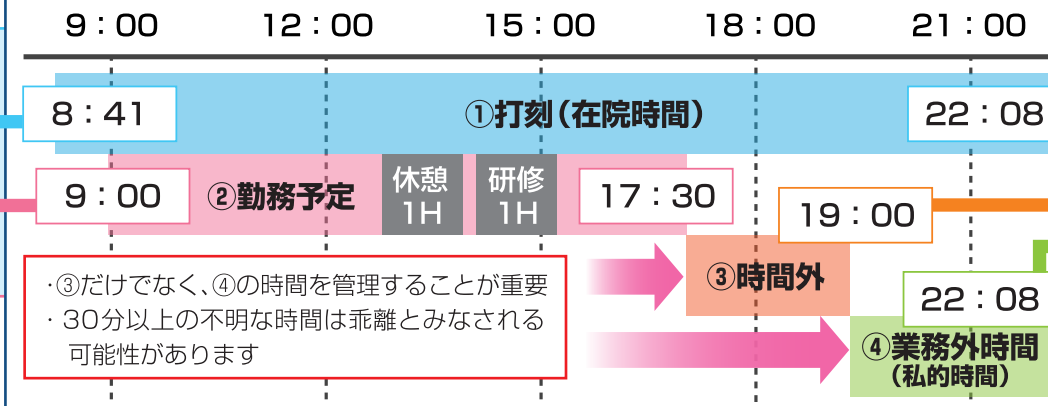 9：00 12：00 15：00 18：00 21：00
8：41 ①打刻（在院時間） 22：08
9：00 ②勤務予定 休憩 研修 17：30
1H 1H
19：00
③時間外
・③だけでなく、④の時間を管理することが重要
・30分以上の不明な時間は乖離とみなされる
可能性があります
22：08
④業務外時間
（私的時間）